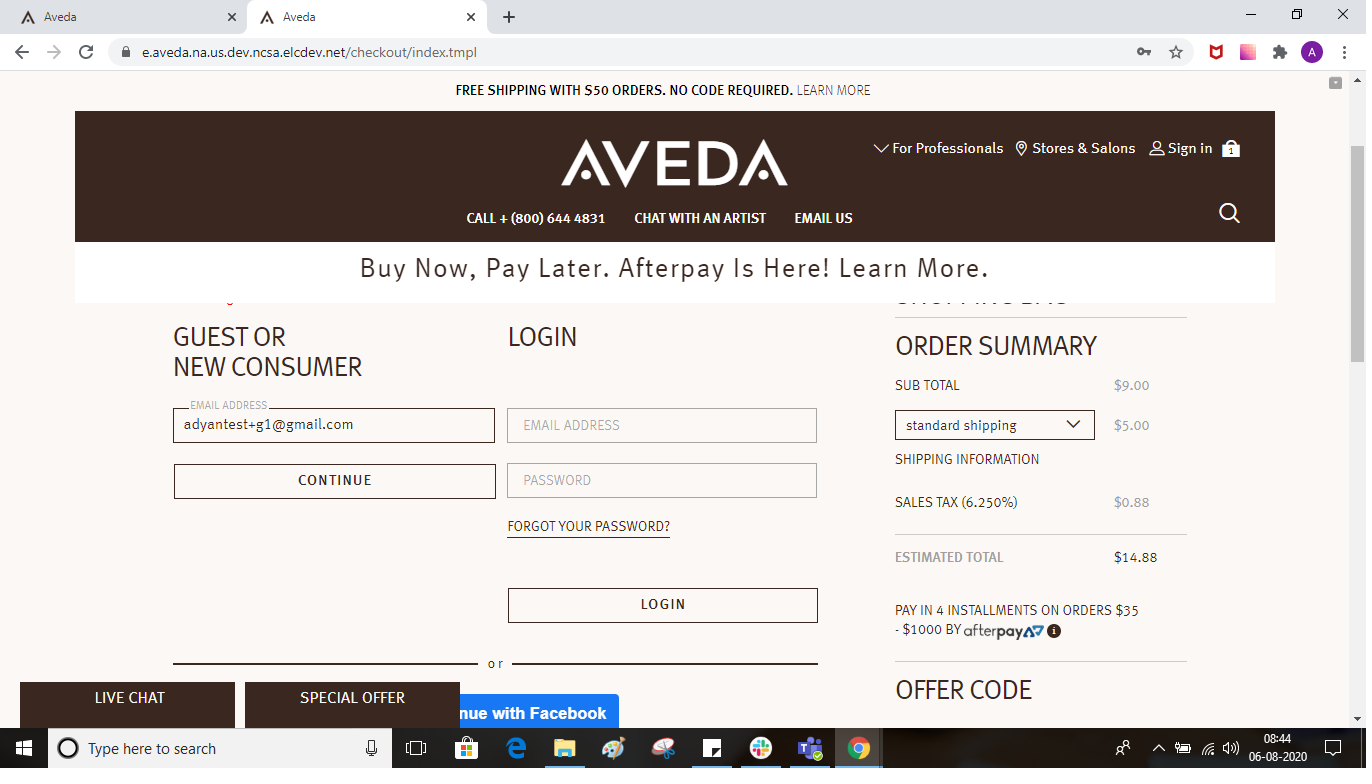 Aveda
Aveda
e.aveda.na.us.dev.ncsa.elcdev.net/checkout/index.tmpl
A
FREE SHIPPING WITH $50 ORDERS. NO CODE REQUIRED. LEARN MORE
AVEDA
For Professionals
Stores & Salons
Sign in
1
CALL + (800) 644 4831
CHAT WITH AN ARTIST
EMAIL US
Buy Now, Pay Later. Afterpay Is Here! Learn More.
GUEST OR
NEW CONSUMER
EMAIL ADDRESS
adyantest+g1@gmail.com
CONTINUE
LOGIN
EMAIL ADDRESS
PASSWORD
FORGOT YOUR PASSWORD?
LOGIN
or
nue with Facebook
LIVE CHAT
SPECIAL OFFER
ORDER SUMMARY
SUB TOTAL $9.00
standard shipping $5.00
SHIPPING INFORMATION
SALES TAX (6.250%) $0.88
ESTIMATED TOTAL $14.88
PAY IN 4 INSTALLMENTS ON ORDERS $35
- $1000 BY afterpay
OFFER CODE
Type here to search
08:44
06-08-2020